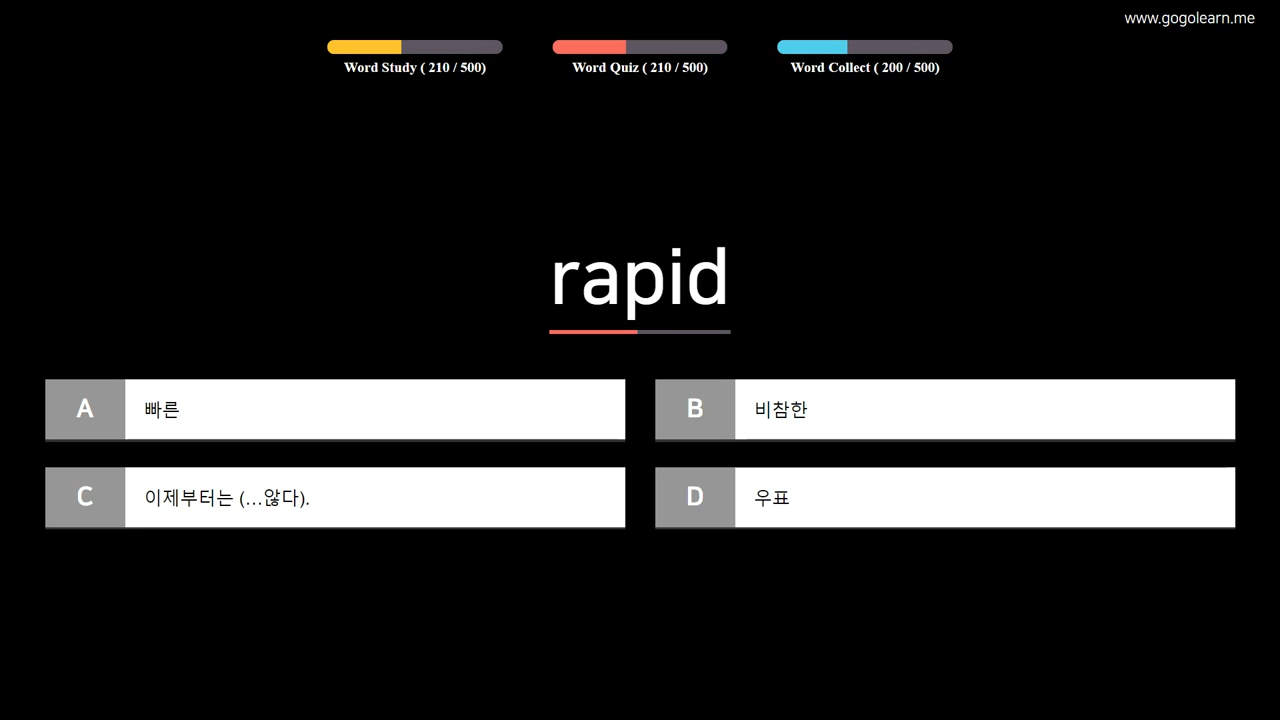 www.gogolearn.me
Word Study ( 210 / 500)
Word Quiz ( 210 / 500)
Word Collect ( 200 / 500)
rapid
A 빠른
B 비참한
C 이제부터는 (…않다).
D 우표